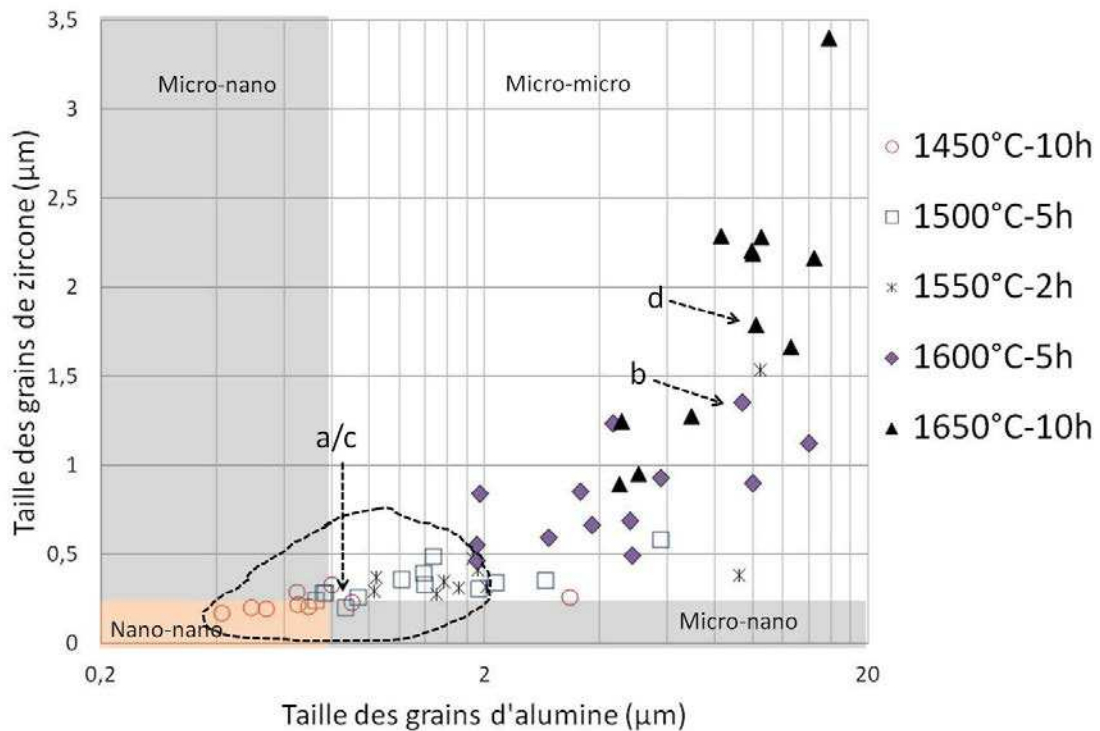 3,5
3
2,5
2
1,5
1
0,5
0
Taille des grains de zircone (µm)
Micro-nano
Micro-micro
d
b
a/c
Nano-nano
Micro-nano
0,2
2
20
Taille des grains d'alumine (µm)
1450°C-10h
1500°C-5h
1550°C-2h
1600°C-5h
1650°C-10h